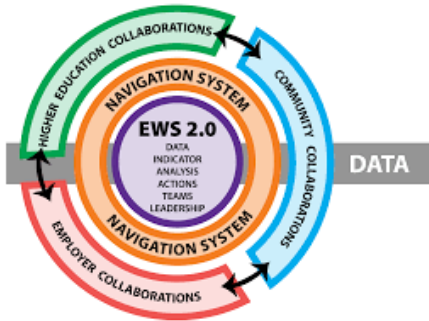 HIGHER EDUCATION COLLABORATIONS
COMMUNITY COLLABORATIONS
NAVIGATION SYSTEM
EWS 2.0
DATA
INDICATOR
ANALYSIS
ACTIONS
TEAMS
LEADERSHIP
NAVIGATION SYSTEM
DATA
EMPLOYER COLLABORATIONS